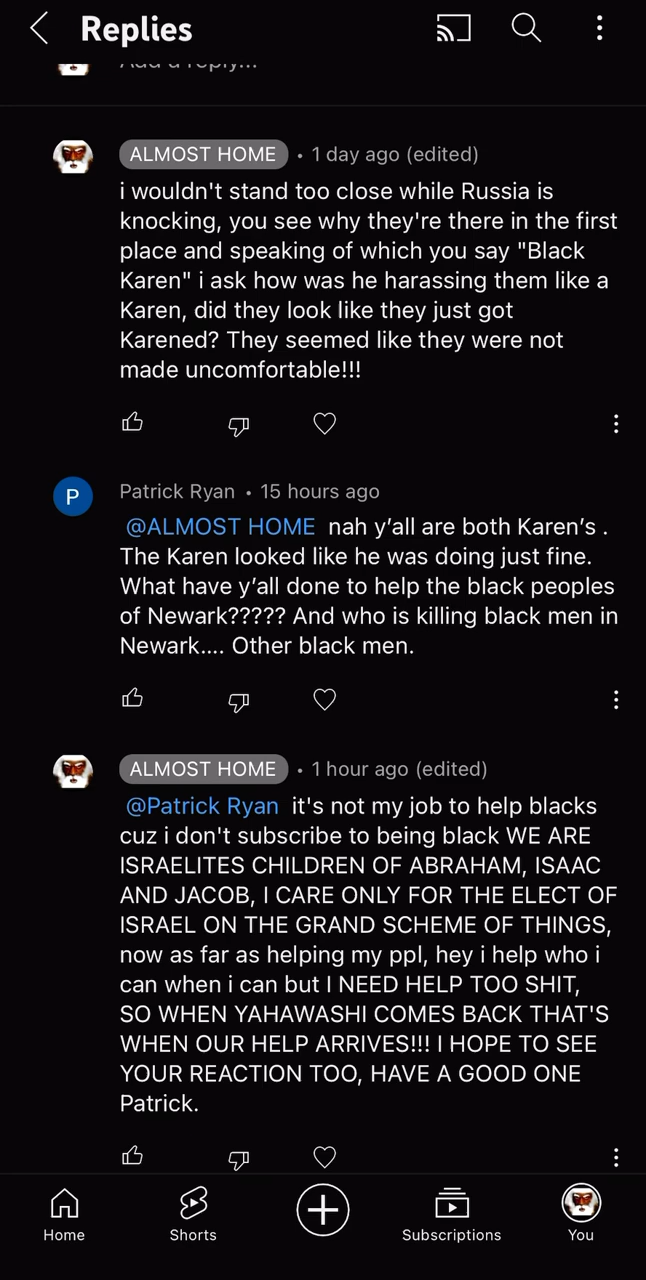 Replies
Add a reply...
ALMOST HOME • 1 day ago (edited)
i wouldn't stand too close while Russia is
knocking, you see why they're there in the first
place and speaking of which you say "Black
Karen" i ask how was he harassing them like a
Karen, did they look like they just got
Karened? They seemed like they were not
made uncomfortable!!!
P
Patrick Ryan • 15 hours ago
@ALMOST HOME nah y’all are both Karen’s .
The Karen looked like he was doing just fine.
What have y’all done to help the black peoples
of Newark????? And who is killing black men in
Newark.... Other black men.
ALMOST HOME • 1 hour ago (edited)
@Patrick Ryan it's not my job to help blacks
cuz i don't subscribe to being black WE ARE
ISRAELITES CHILDREN OF ABRAHAM, ISAAC
AND JACOB, I CARE ONLY FOR THE ELECT OF
ISRAEL ON THE GRAND SCHEME OF THINGS,
now as far as helping my ppl, hey i help who i
can when i can but I NEED HELP TOO SHIT,
SO WHEN YAHAWASHI COMES BACK THAT'S
WHEN OUR HELP ARRIVES!!! I HOPE TO SEE
YOUR REACTION TOO, HAVE A GOOD ONE
Patrick.
Home Shorts Subscriptions You